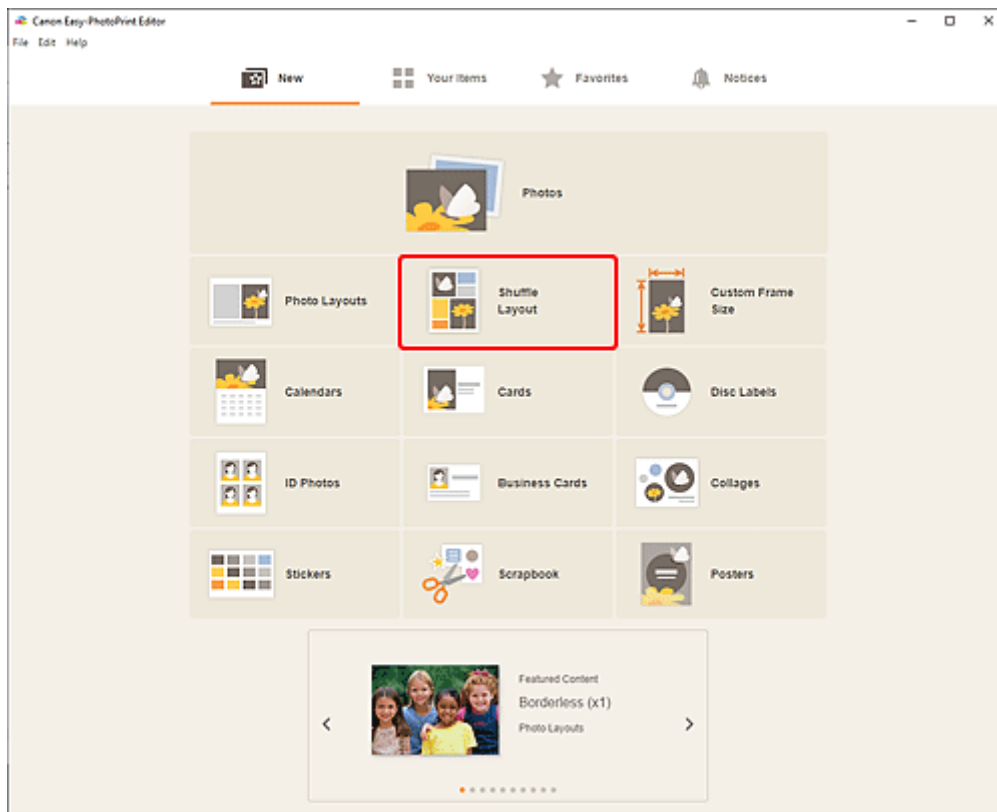 Canon Easy-PhotoPrint Editor
File Edit Help
New Your Items Favorites Notices
Photos
Photo Layouts
Shuffle
Layout
Custom Frame
Size
Calendars
Cards
Disc Labels
ID Photos
Business Cards
Collages
Stickers
Scrapbook
Posters
Featured Content
Borderless (x1)
Photo Layouts